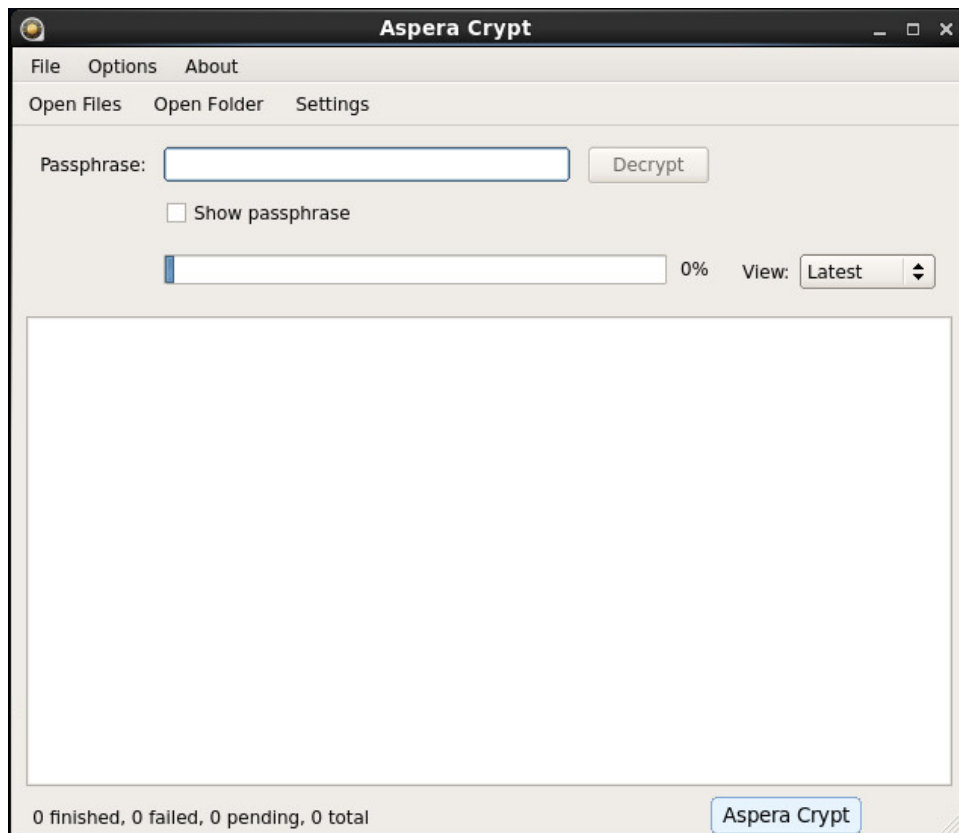 Aspera Crypt
File Options About
Open Files Open Folder Settings
Passphrase: Decrypt
Show passphrase
0% View: Latest
0 finished, 0 failed, 0 pending, 0 total Aspera Crypt